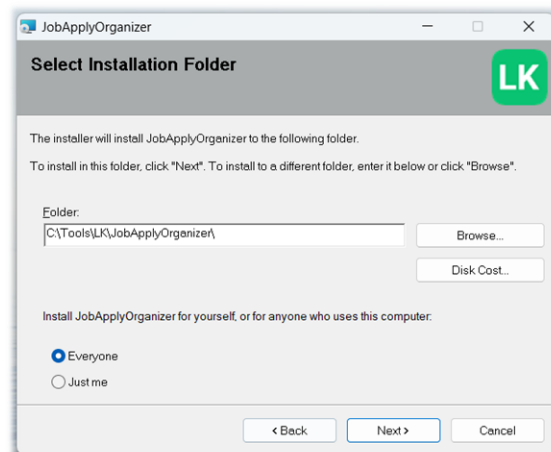 JobApplyOrganizer
Select Installation Folder
LK
The installer will install JobApplyOrganizer to the following folder.
To install in this folder, click "Next". To install to a different folder, enter it below or click "Browse".
Folder:
C:\Tools\LK\JobApplyOrganizer\
Browse...
Disk Cost...
Install JobApplyOrganizer for yourself, or for anyone who uses this computer:
Everyone
Just me
< Back
Next >
Cancel